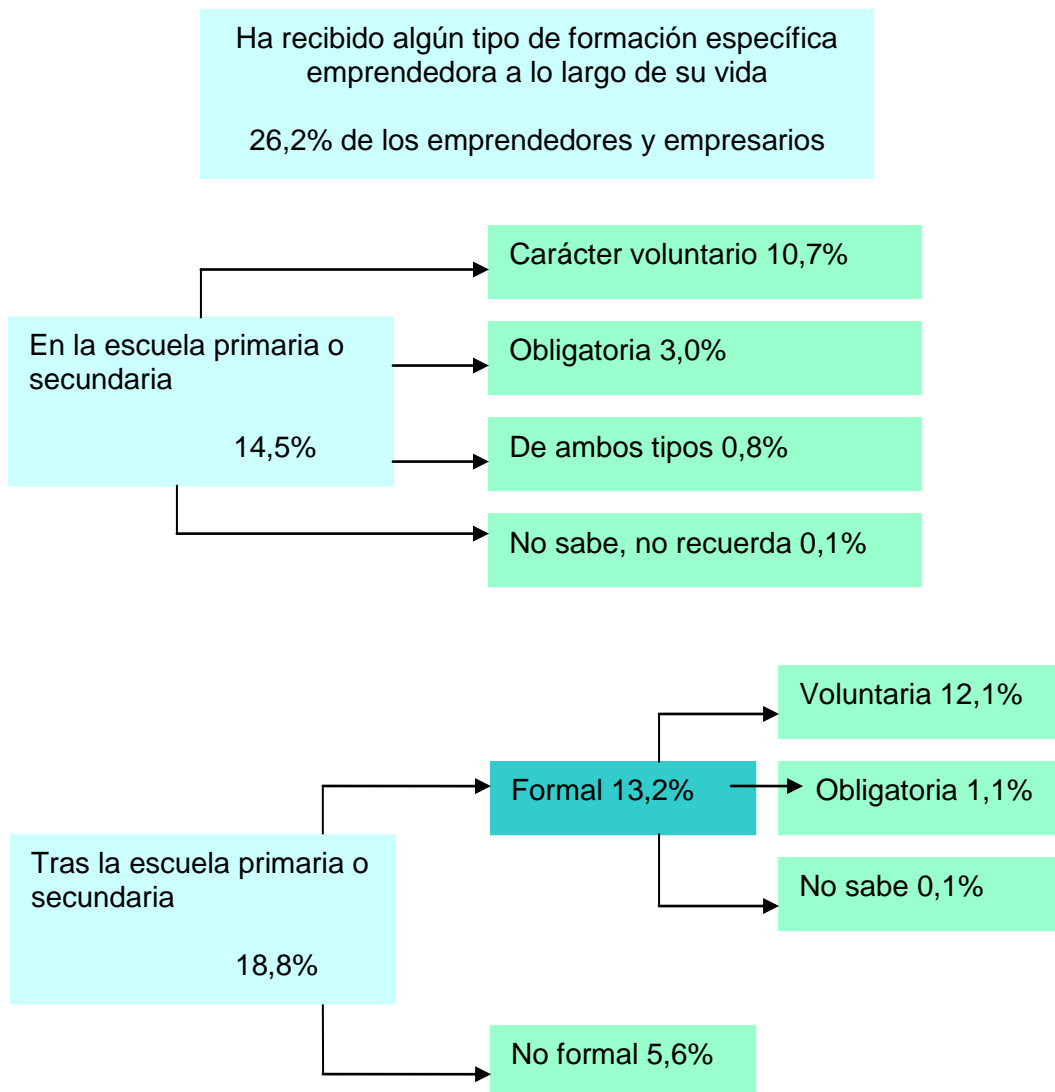 Ha recibido algún tipo de formación específica
emprendedora a lo largo de su vida
26,2% de los emprendedores y empresarios
Carácter voluntario 10,7%
En la escuela primaria o
secundaria
14,5%
Obligatoria 3,0%
De ambos tipos 0,8%
No sabe, no recuerda 0,1%
Voluntaria 12,1%
Formal 13,2%
Obligatoria 1,1%
No sabe 0,1%
Tras la escuela primaria o
secundaria
18,8%
No formal 5,6%